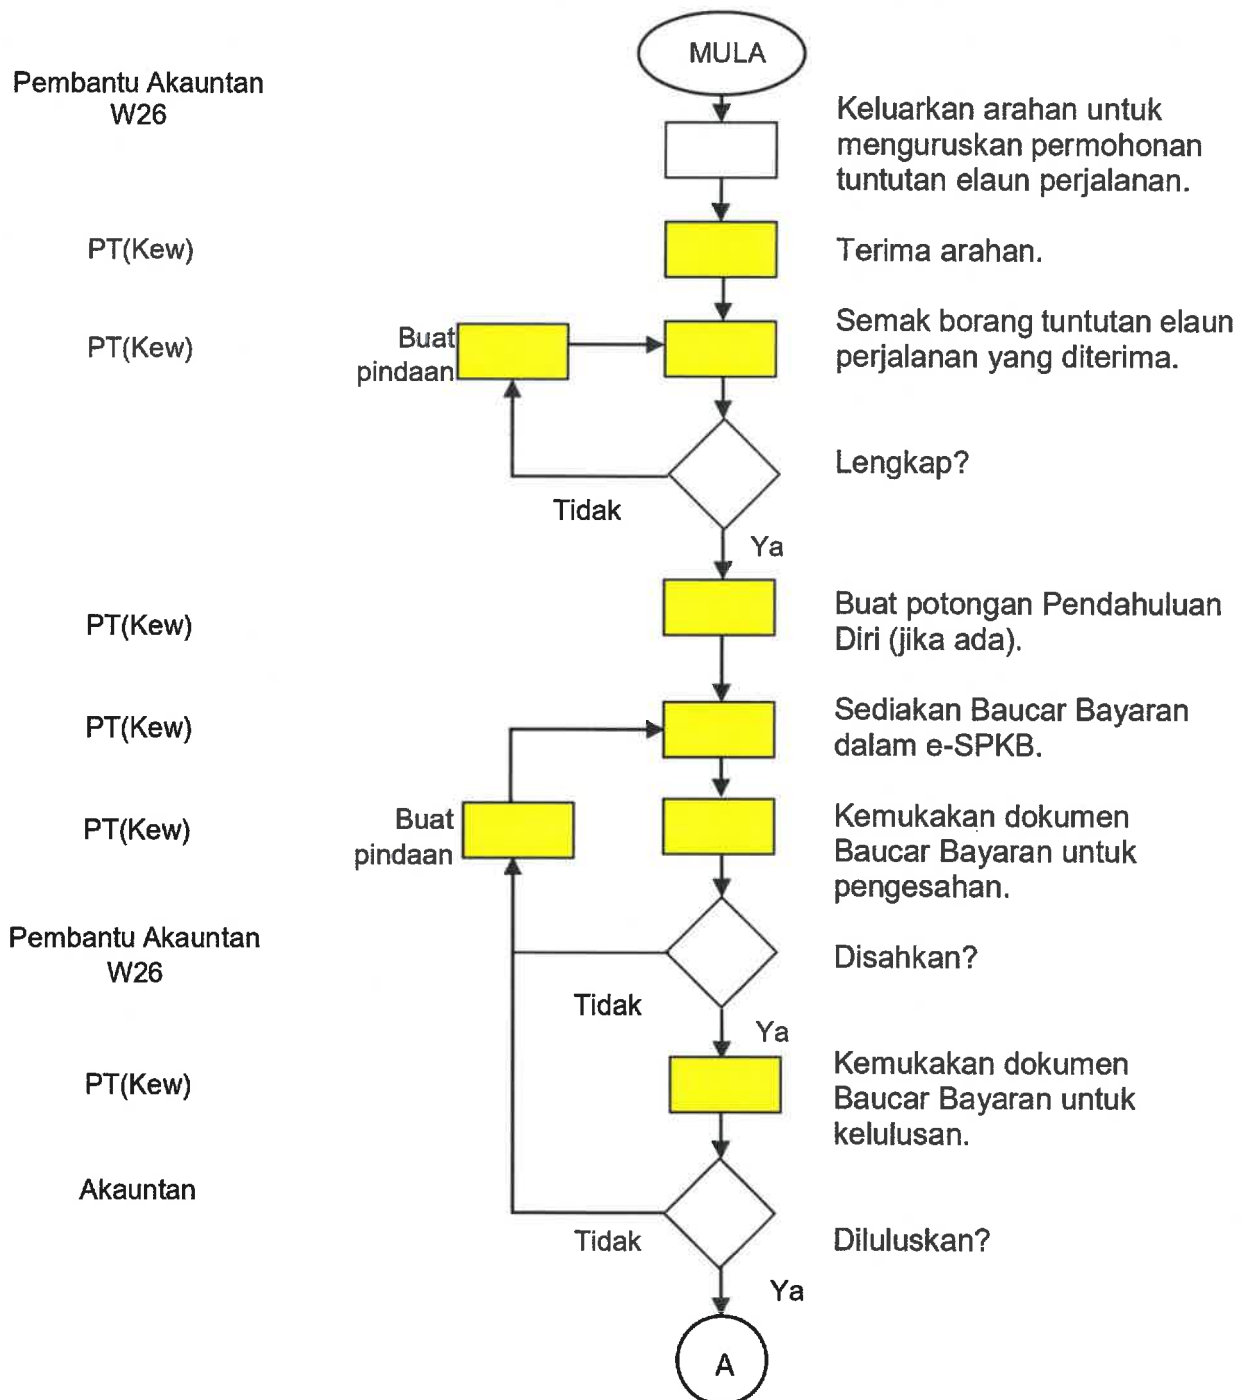 MULA
Pembantu Akauntan
W26
Keluarkan arahan untuk
menguruskan permohonan
tuntutan elaun perjalanan.
PT(Kew)
Terima arahan.
PT(Kew)
Buat
pindaan
Semak borang tuntutan elaun
perjalanan yang diterima.
Lengkap?
Tidak
Ya
PT(Kew)
Buat potongan Pendahuluan
Diri (jika ada).
PT(Kew)
Sediakan Baucar Bayaran
dalam e-SPKB.
PT(Kew)
Buat
pindaan
Kemukakan dokumen
Baucar Bayaran untuk
pengesahan.
Pembantu Akauntan
W26
Disahkan?
Tidak
Ya
PT(Kew)
Kemukakan dokumen
Baucar Bayaran untuk
kelulusan.
Akauntan
Tidak
Diluluskan?
Ya
A